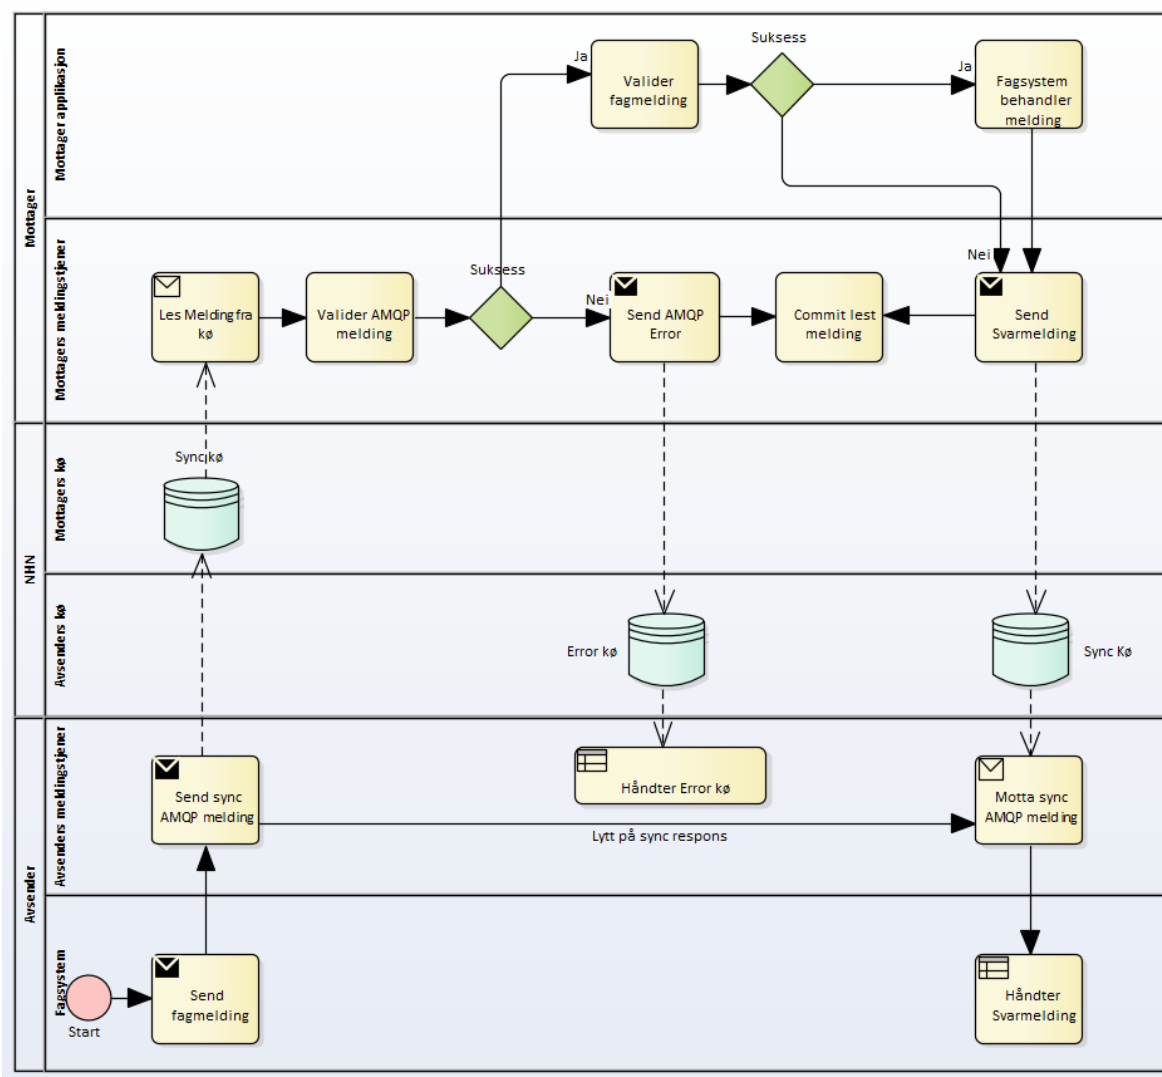 Mottager
Mottager applikasjon
Suksess
Ja
Valider
fagmelding
Ja
Fagsystem
behandler
melding
Mottagers meldingstjener
Les Melding fra
kø
Valider AMQP
melding
Suksess
Nei
Send AMQP
Error
Commit lest
melding
Nei
Send
Svarmelding
NHN
Mottagers kø
Sync kø
Avsenders kø
Error kø
Sync Kø
Avsender
Avsenders meldingstjener
Send sync
AMQP melding
Håndter Error kø
Lytt på sync respons
Motta sync
AMQP melding
Fagsystem
Start
Send
fagmelding
Håndter
Svarmelding